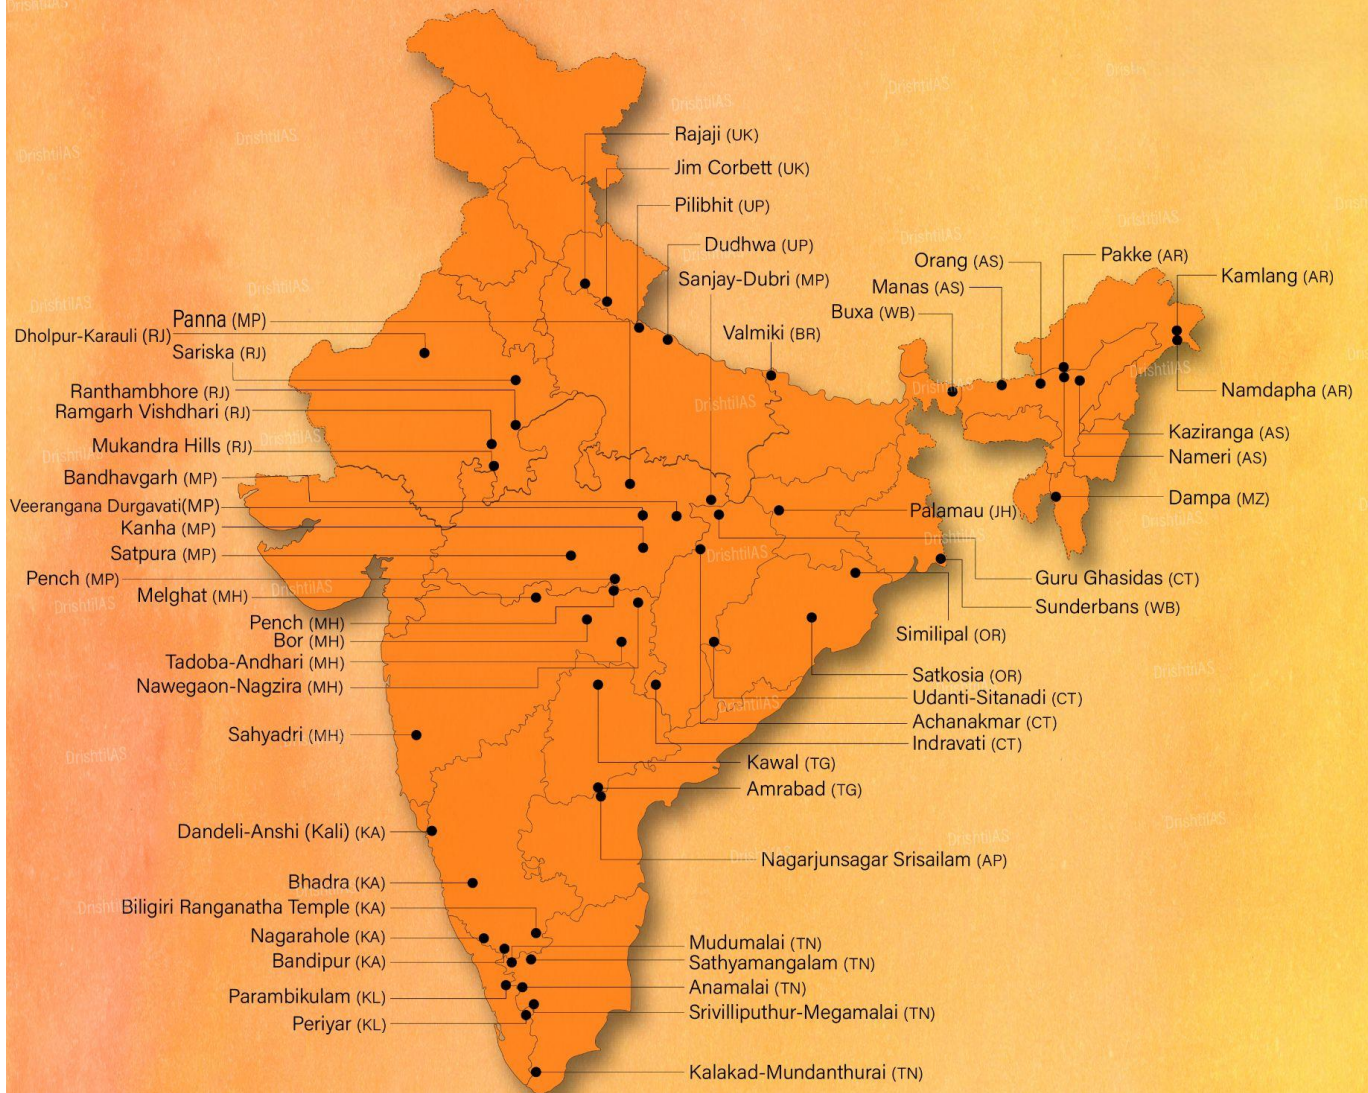 Rajaji (UK)
Jim Corbett (UK)
Pilibhit (UP)
Dudhwa (UP)
Sanjay-Dubri (MP)
Valmiki (BR)
Orang (AS)
Manas (AS)
Buxa (WB)
Pakke (AR)
Kamlang (AR)
Namdapha (AR)
Kaziranga (AS)
Nameri (AS)
Dampa (MZ)
Panna (MP)
Dholpur-Karauli (RJ)
Sariska (RJ)
Ranthambhore (RJ)
Ramgarh Vishdhari (RJ)
Mukandra Hills (RJ)
Bandhavgarh (MP)
Veerangana Durgavati(MP)
Kanha (MP)
Satpura (MP)
Pench (MP)
Melghat (MH)
Pench (MH)
Bor (MH)
Tadoba-Andhari (MH)
Nawegaon-Nagzira (MH)
Sahyadri (MH)
Palamau (JH)
Guru Ghasidas (CT)
Sunderbans (WB)
Similipal (OR)
Satkosia (OR)
Udanti-Sitanadi (CT)
Achanakmar (CT)
Indravati (CT)
Kawal (TG)
Amrabad (TG)
Nagarjunsagar Srisailam (AP)
Dandeli-Anshi (Kali) (KA)
Bhadra (KA)
Biligiri Ranganatha Temple (KA)
Nagarahole (KA)
Bandipur (KA)
Parambikulam (KL)
Periyar (KL)
Mudumalai (TN)
Sathyamangalam (TN)
Anamalai (TN)
Srivilliputhur-Megamalai (TN)
Kalakad-Mundanthurai (TN)
DrishtiIAS